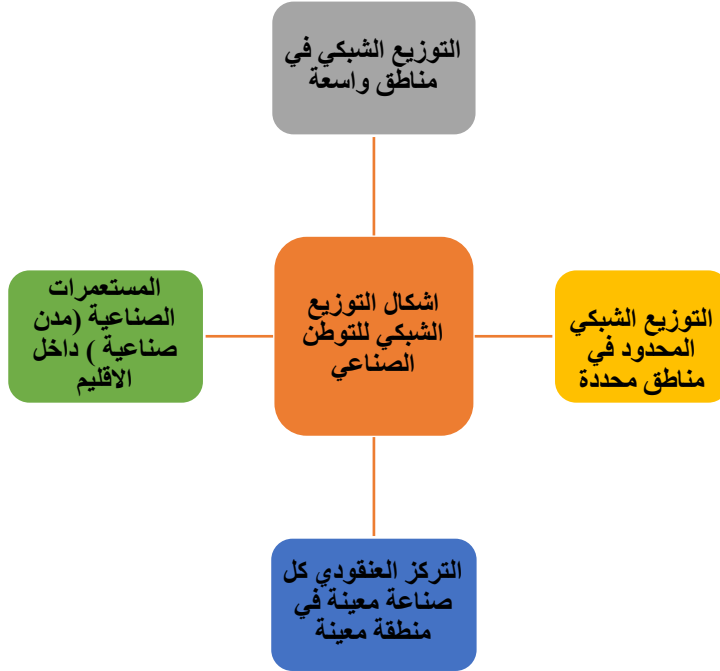 التوزيع الشبكي في
مناطق واسعة
المستعمرات
الصناعية (مدن
صناعية ) داخل
الاقليم
اشكال التوزيع
الشبكي للتوطن
الصناعي
التوزيع الشبكي
المحدود في
مناطق محددة
التركز العنقودي كل
صناعة معينة في
منطقة معينة